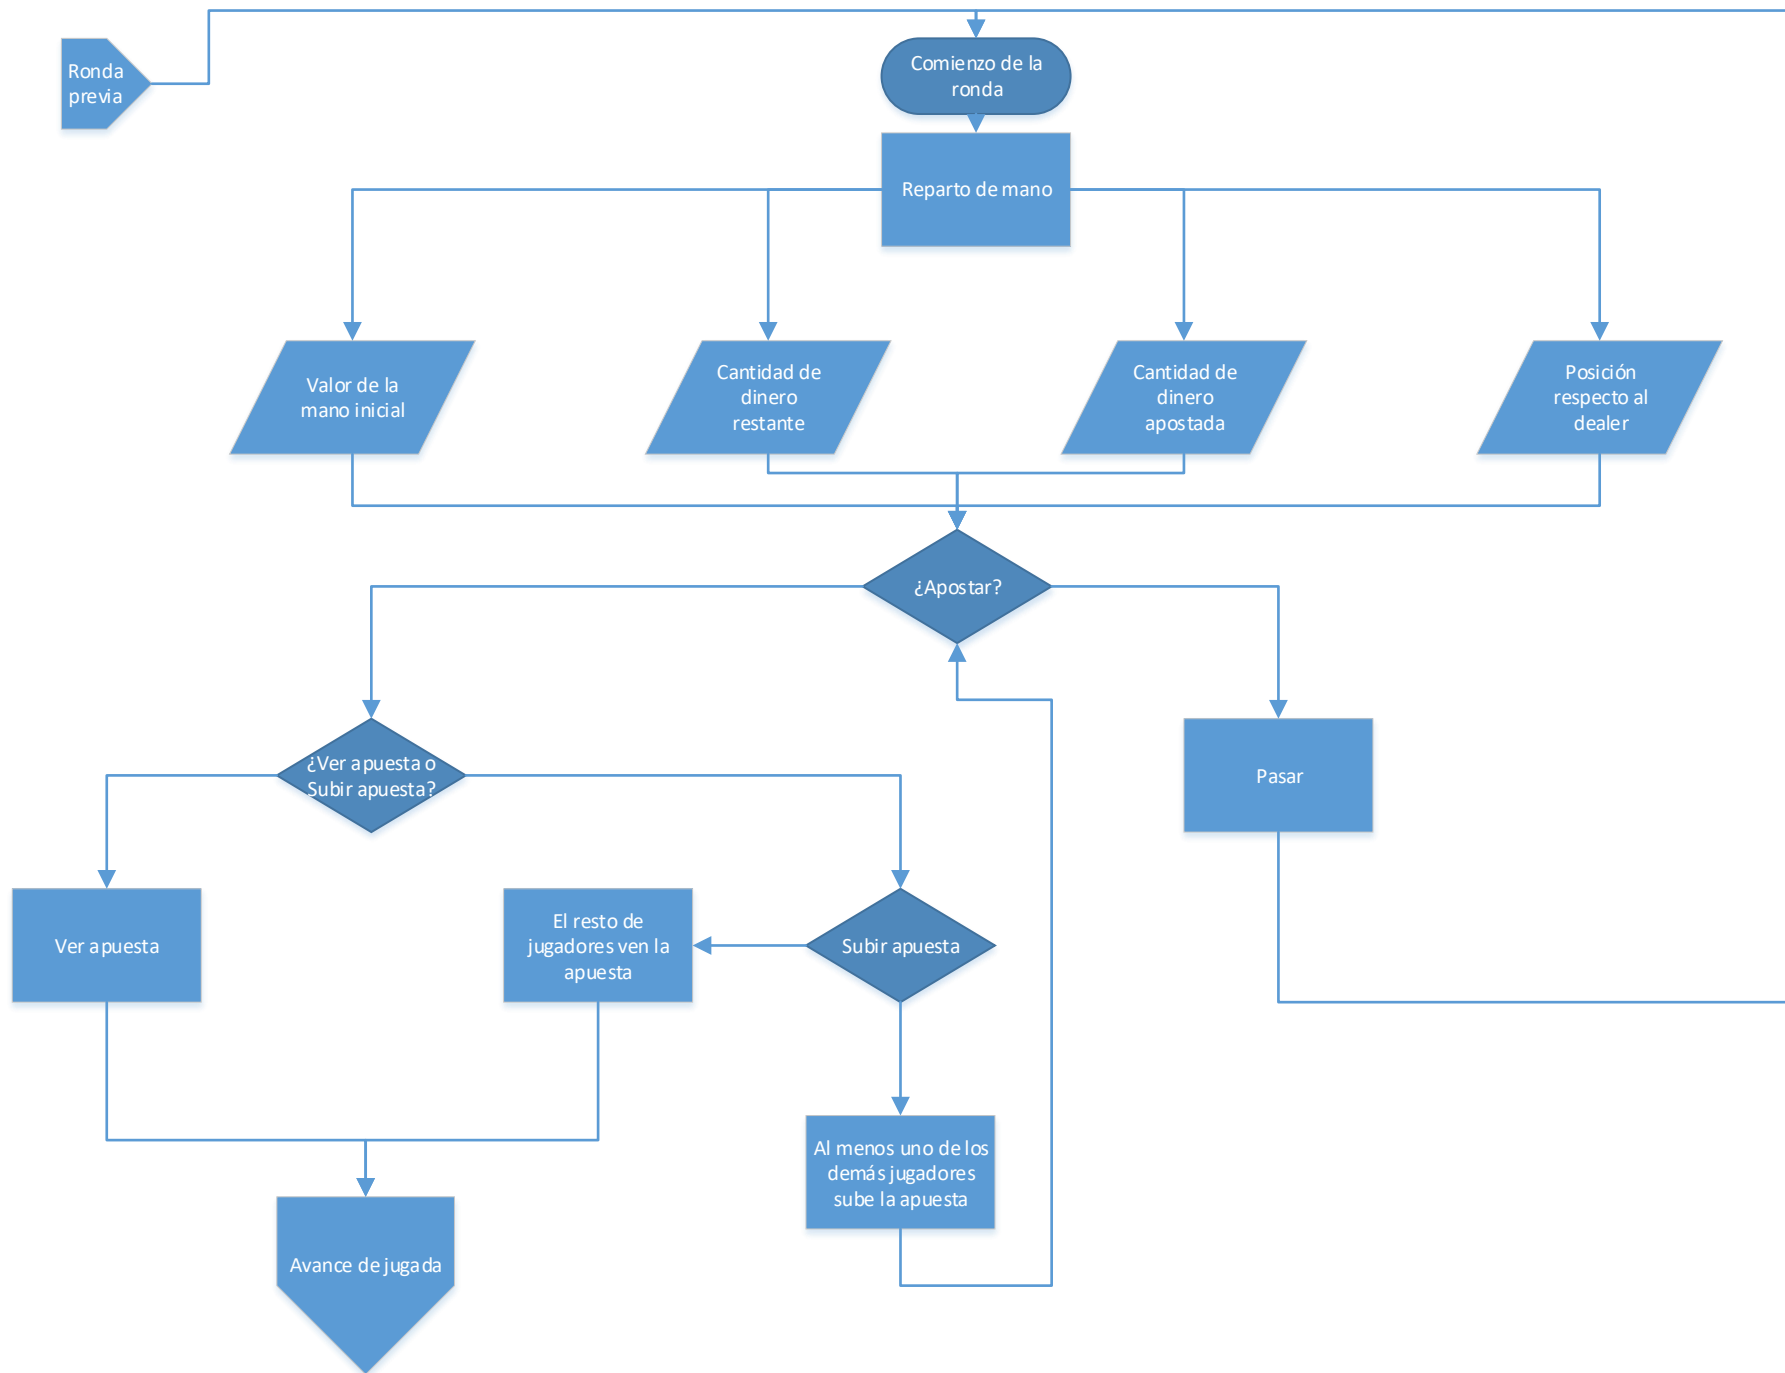 Ronda
previa
Comienzo de la
ronda
Reparto de mano
Valor de la
mano inicial
Cantidad de
dinero
restante
Cantidad de
dinero
apostada
Posición
respecto al
dealer
¿Apostar?
¿Ver apuesta o
Subir apuesta?
Pasar
Ver apuesta
El resto de
jugadores ven la
apuesta
Subir apuesta
Al menos uno de los
demás jugadores
sube la apuesta
Avance de jugada